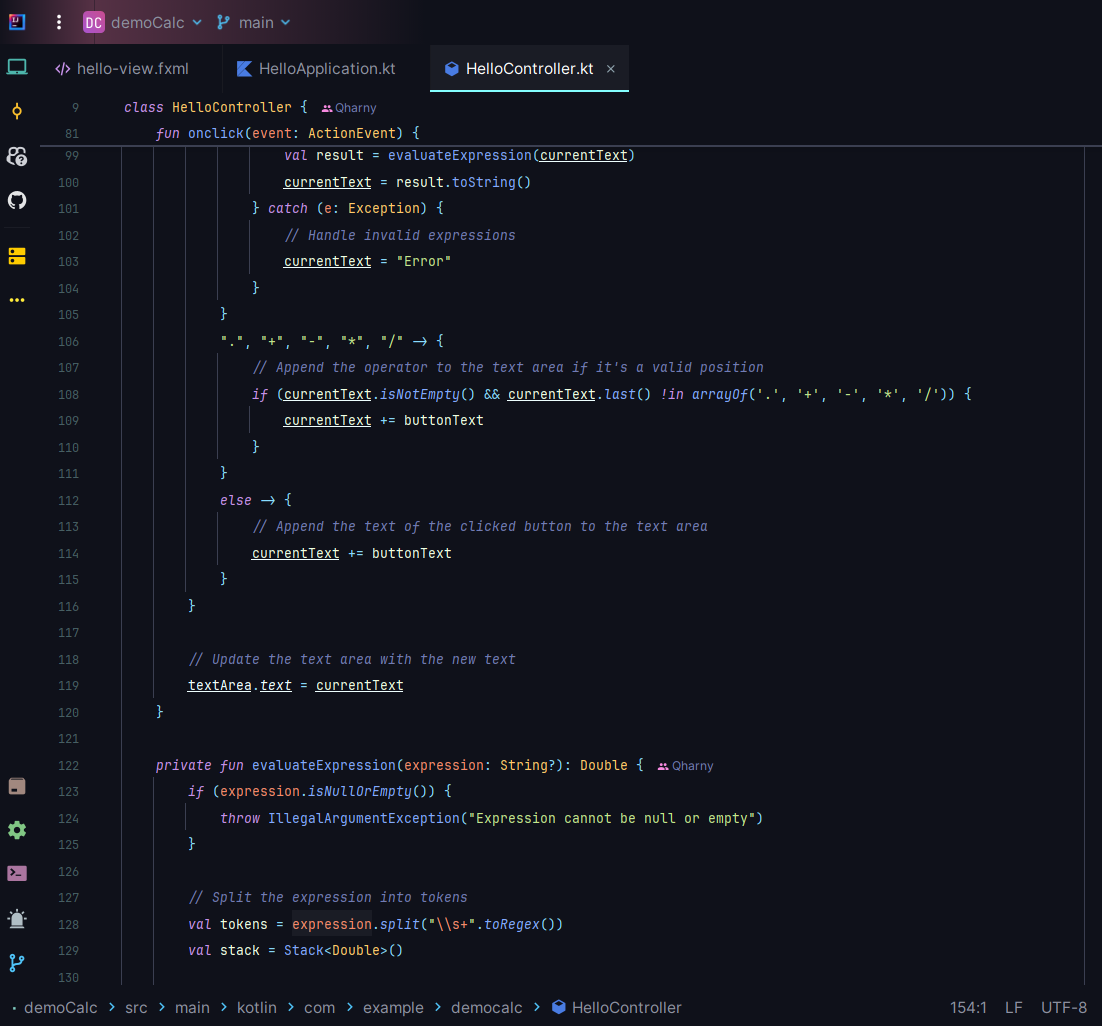 DC demoCalc main
hello-view.fxml HelloApplication.kt HelloController.kt ×
9 class HelloController { Qharny
81 fun onclick(event: ActionEvent) {
99 val result = evaluateExpression(currentText)
100 currentText = result.toString()
101 } catch (e: Exception) {
102 // Handle invalid expressions
103 currentText = "Error"
104 }
105 }
106 ".", "+", "-", "*", "/" -> {
107 // Append the operator to the text area if it's a valid position
108 if (currentText.isNotEmpty() && currentText.last() !in arrayOf('.', '+', '-', '*', '/')) {
109 currentText += buttonText
110 }
111 }
112 else -> {
113 // Append the text of the clicked button to the text area
114 currentText += buttonText
115 }
116 }
117
118 // Update the text area with the new text
119 textArea.text = currentText
120 }
121
122 private fun evaluateExpression(expression: String?): Double { Qharny
123 if (expression.isNullOrEmpty()) {
124 throw IllegalArgumentException("Expression cannot be null or empty")
125 }
126
127 // Split the expression into tokens
128 val tokens = expression.split("\\s+".toRegex())
129 val stack = Stack<Double>()
130
demoCalc > src > main > kotlin > com > example > democalc > HelloController 154:1 LF UTF-8